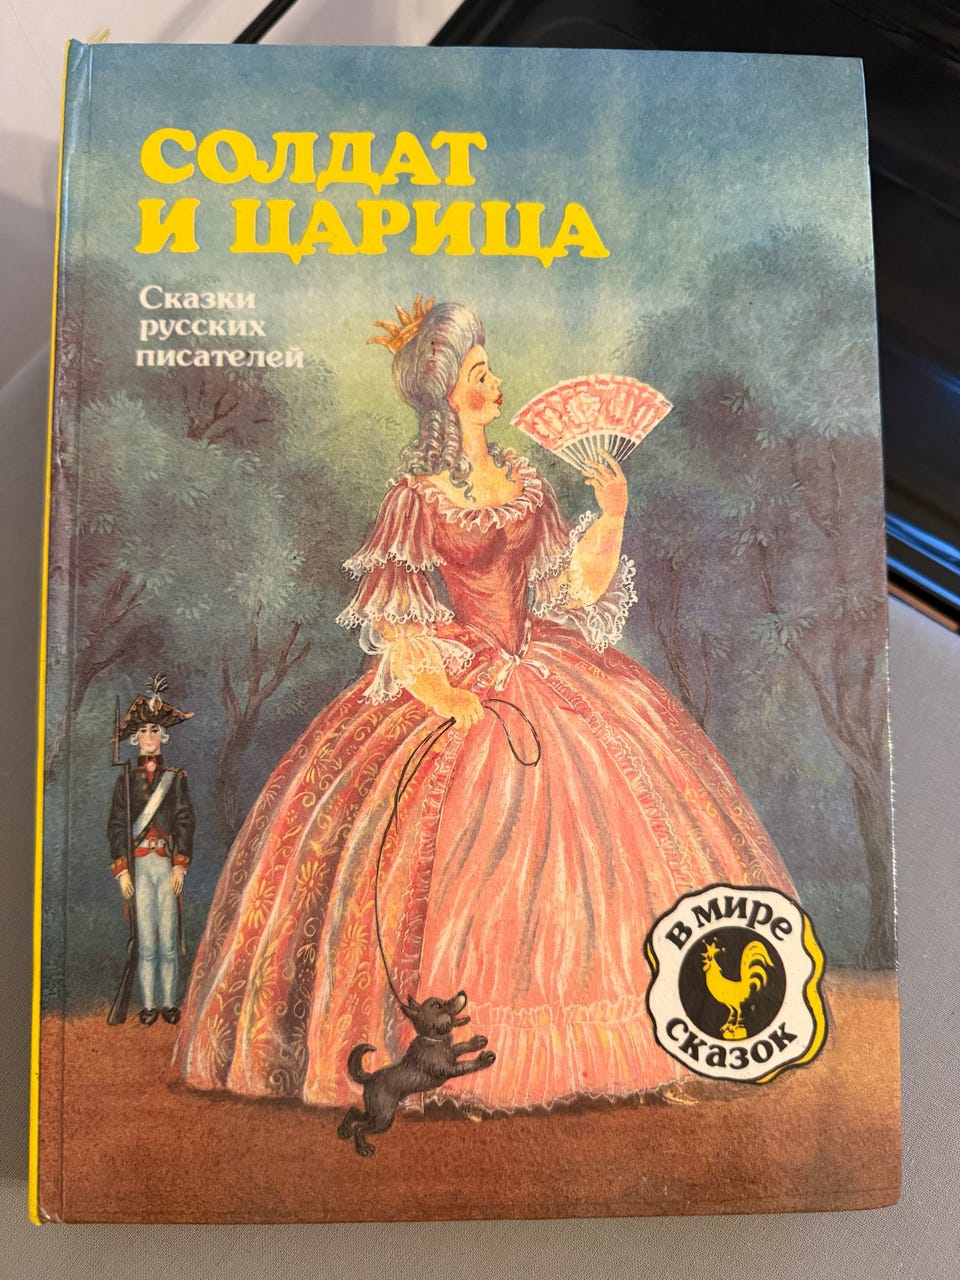 СОЛДАТ
И ЦАРИЦА
Сказки
русских
писателей
в мире
сказок